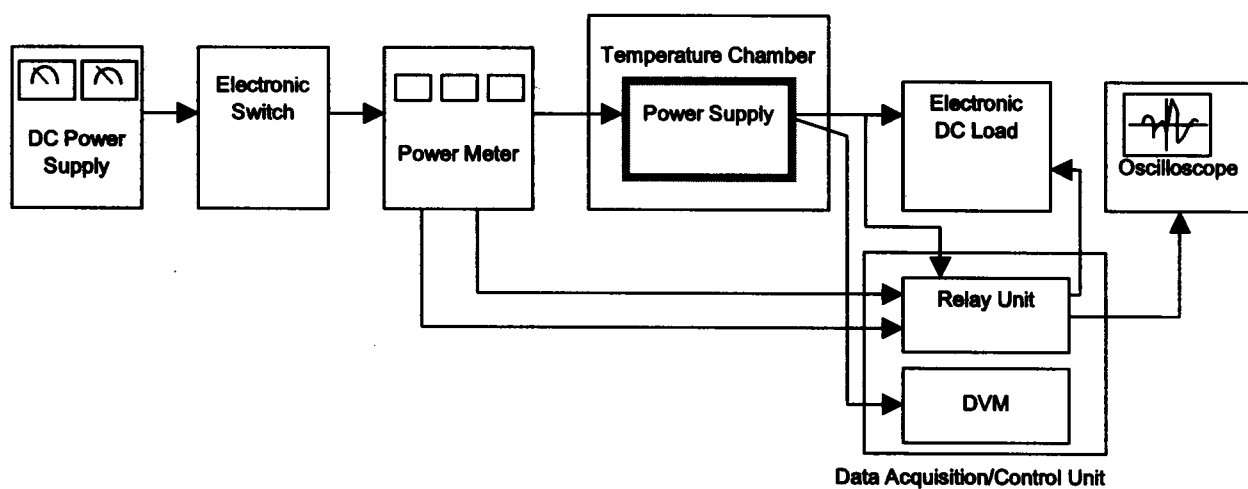 DC Power
Supply
Electronic
Switch
Power Meter
Temperature Chamber
Power Supply
Electronic
DC Load
Oscilloscope
Relay Unit
DVM
Data Acquisition/Control Unit